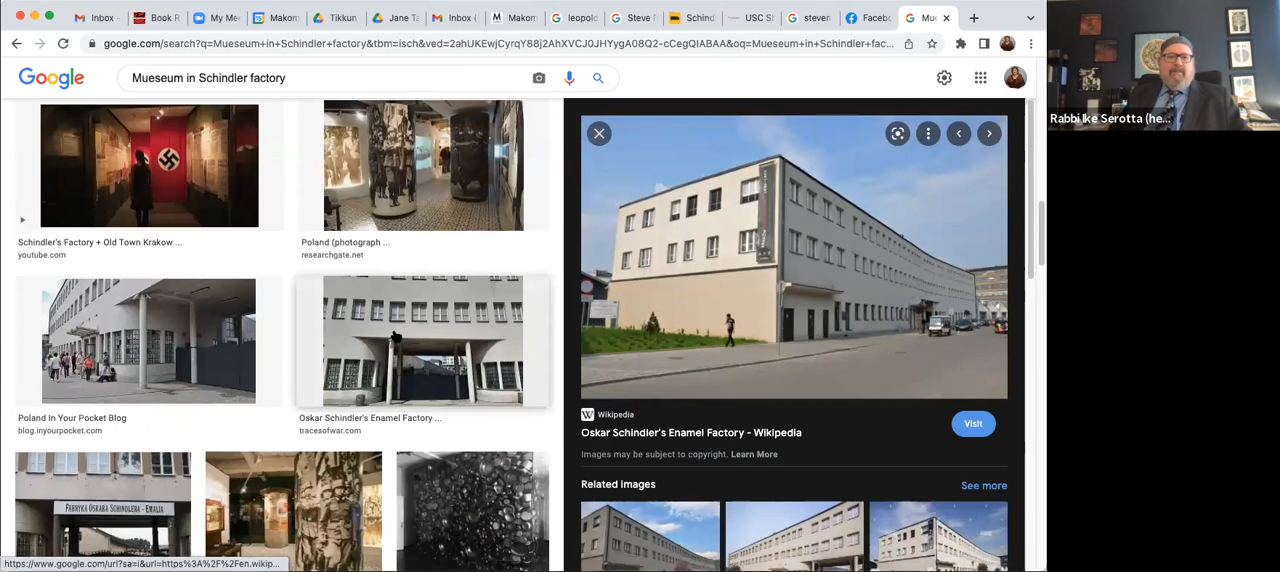 Inbox
Book R
My Me
Makom
Tikkun
Jane Ta
Inbox (
Makom
leopold
Steve F
Schind
USC Sh
steven
Facebo
Mue
google.com/search?q=Mueseum+in+Schindler+factory&tbm=isch&ved=2ahUKEwjCyrqY88j2AhXVCJ0JHYygA08Q2-cCegQIABAA&oq=Mueseum+in+Schindler+fac...
Google
Mueseum in Schindler factory
Rabbi Ike Serotta (he...
Schindler's Factory + Old Town Krakow ...
youtube.com
Poland (photograph ...
researchgate.net
Poland In Your Pocket Blog
blog.inyourpocket.com
Oskar Schindler's Enamel Factory ...
tracesofwar.com
FABRYKA OSKARA SCHINDLERA - EMALIA
W Wikipedia
Oskar Schindler's Enamel Factory - Wikipedia
Visit
Images may be subject to copyright. Learn More
Related Images
See more
https://www.google.com/url?sa=i&url=https%3A%2F%2Fen.wikip...